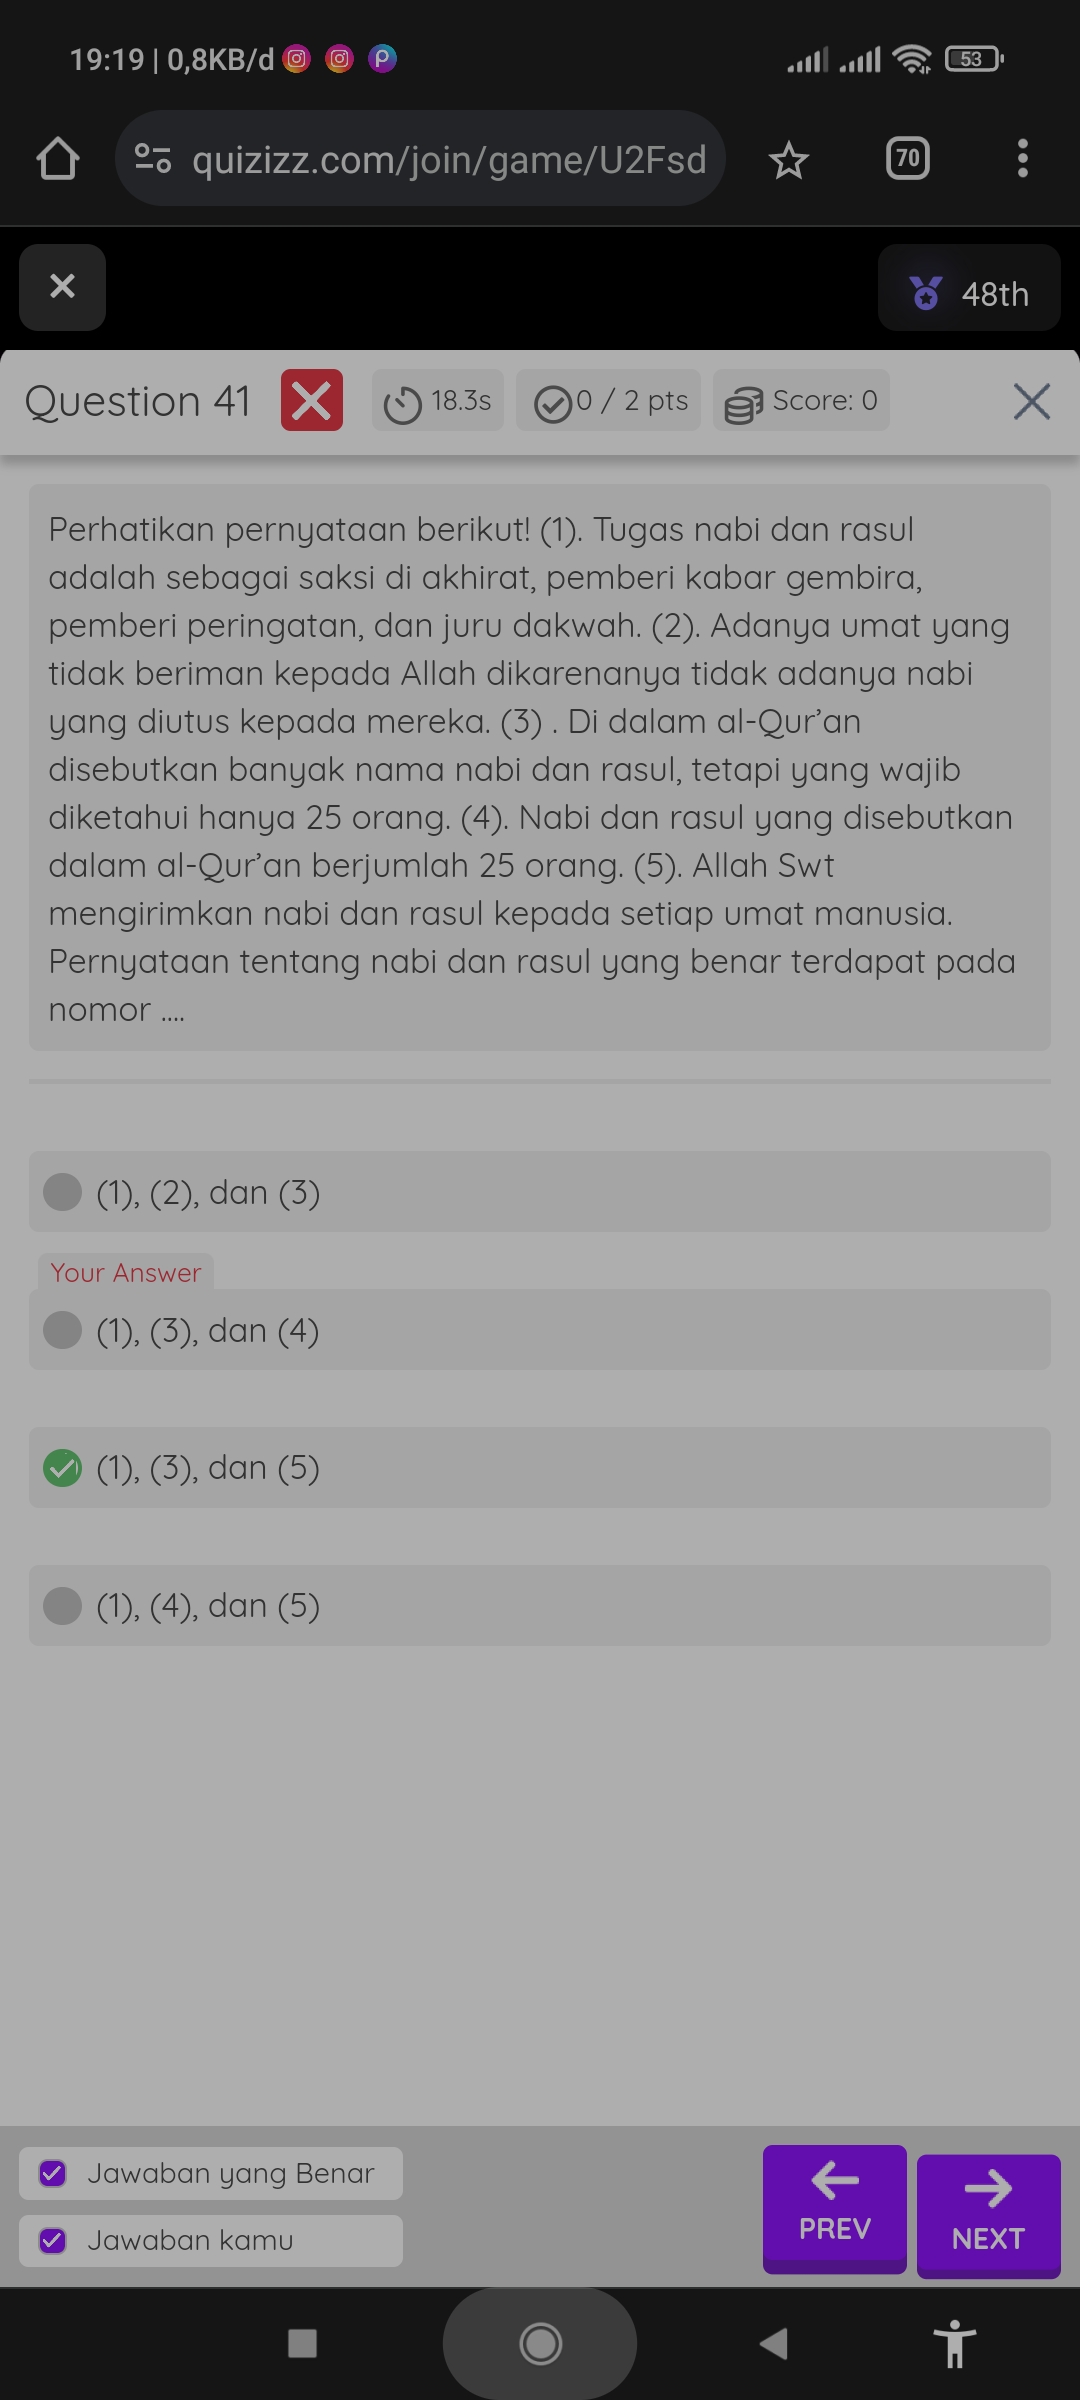 19:19 | 0,8KB/d
53
quizizz.com/join/game/U2Fsd
70
48th
Question 41
18.3s
0 / 2 pts
Score: 0
Perhatikan pernyataan berikut! (1). Tugas nabi dan rasul
adalah sebagai saksi di akhirat, pemberi kabar gembira,
pemberi peringatan, dan juru dakwah. (2). Adanya umat yang
tidak beriman kepada Allah dikarenanya tidak adanya nabi
yang diutus kepada mereka. (3) . Di dalam al-Qur’an
disebutkan banyak nama nabi dan rasul, tetapi yang wajib
diketahui hanya 25 orang. (4). Nabi dan rasul yang disebutkan
dalam al-Qur’an berjumlah 25 orang. (5). Allah Swt
mengirimkan nabi dan rasul kepada setiap umat manusia.
Pernyataan tentang nabi dan rasul yang benar terdapat pada
nomor ....
(1), (2), dan (3)
Your Answer
(1), (3), dan (4)
(1), (3), dan (5)
(1), (4), dan (5)
Jawaban yang Benar
Jawaban kamu
PREV
NEXT